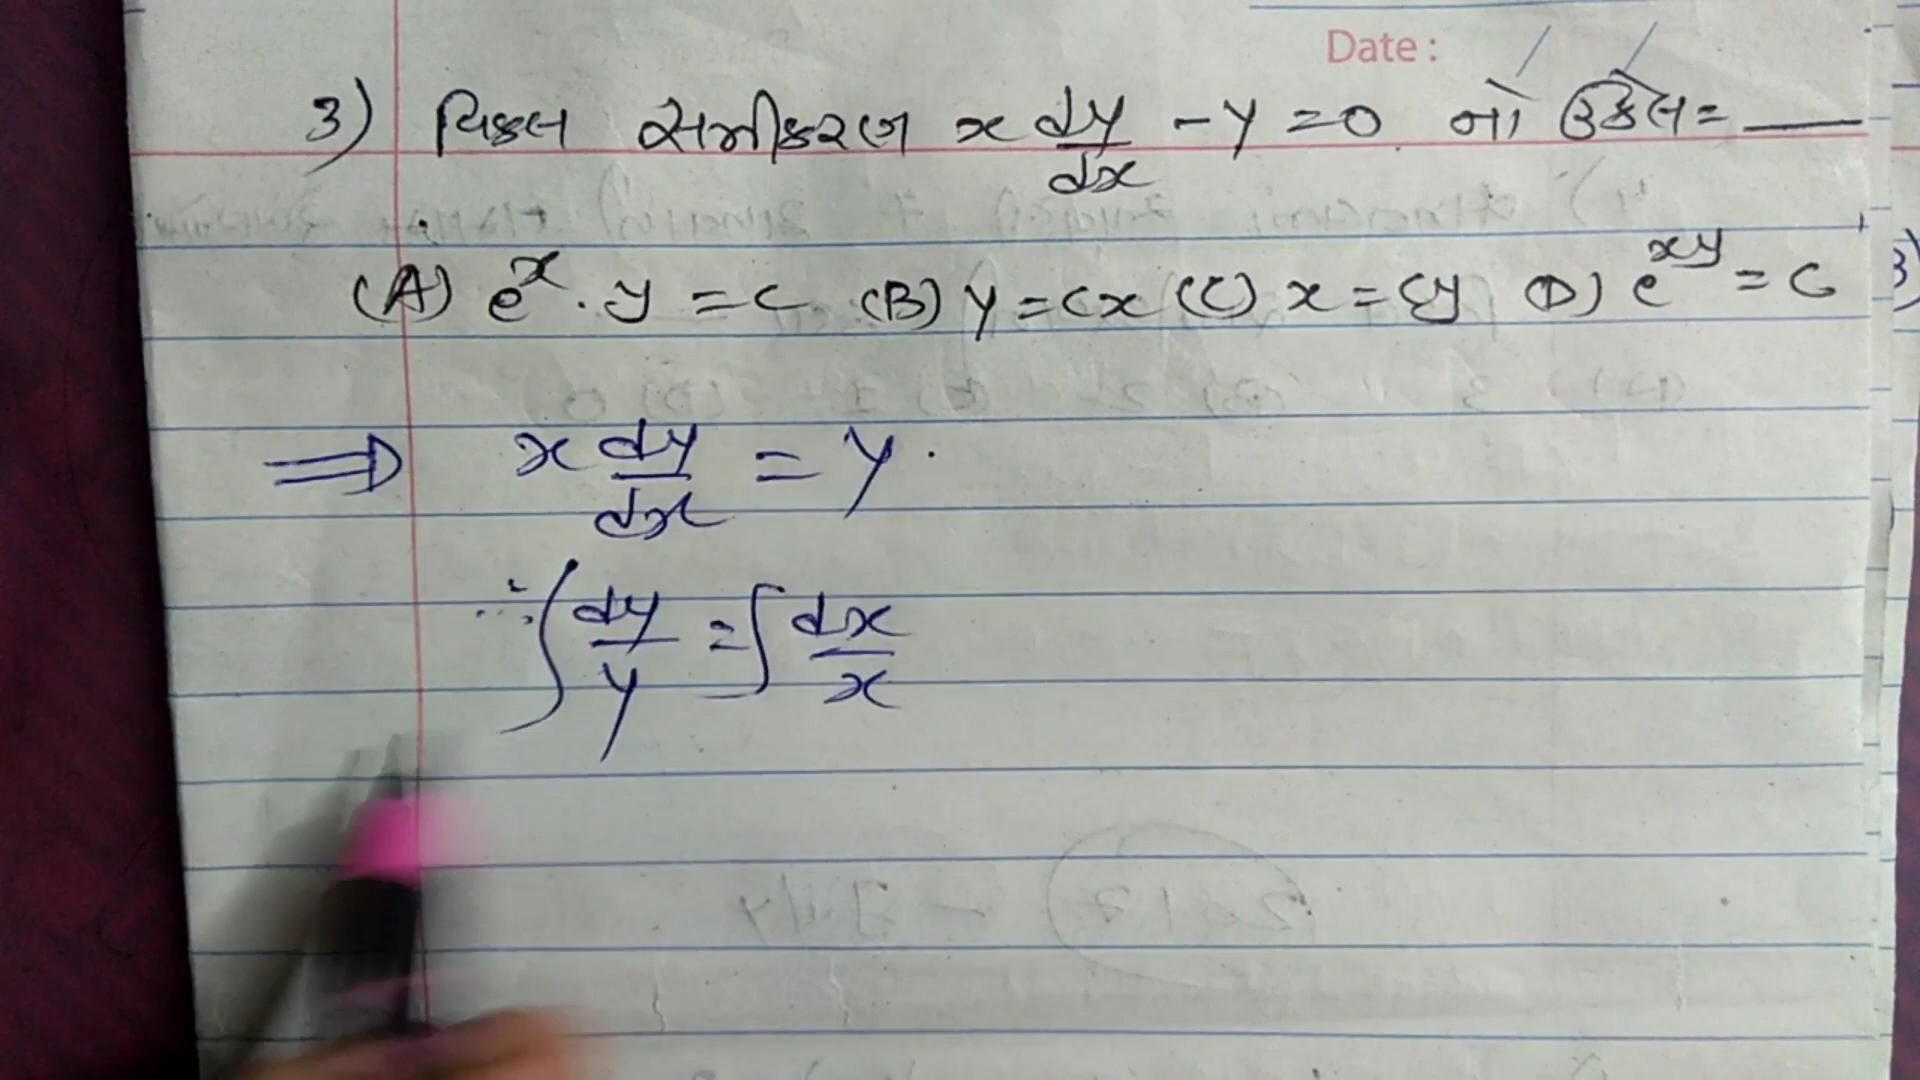 Date :
3) વિકલ સમીકરણ x dy/dx - y = 0 નો ઉકેલ = ___
(A) e^x . y = c (B) y = cx (C) x = cy (D) e^xy = c
⇒ x dy/dx = y .
∴ ∫ dy/y = ∫ dx/x